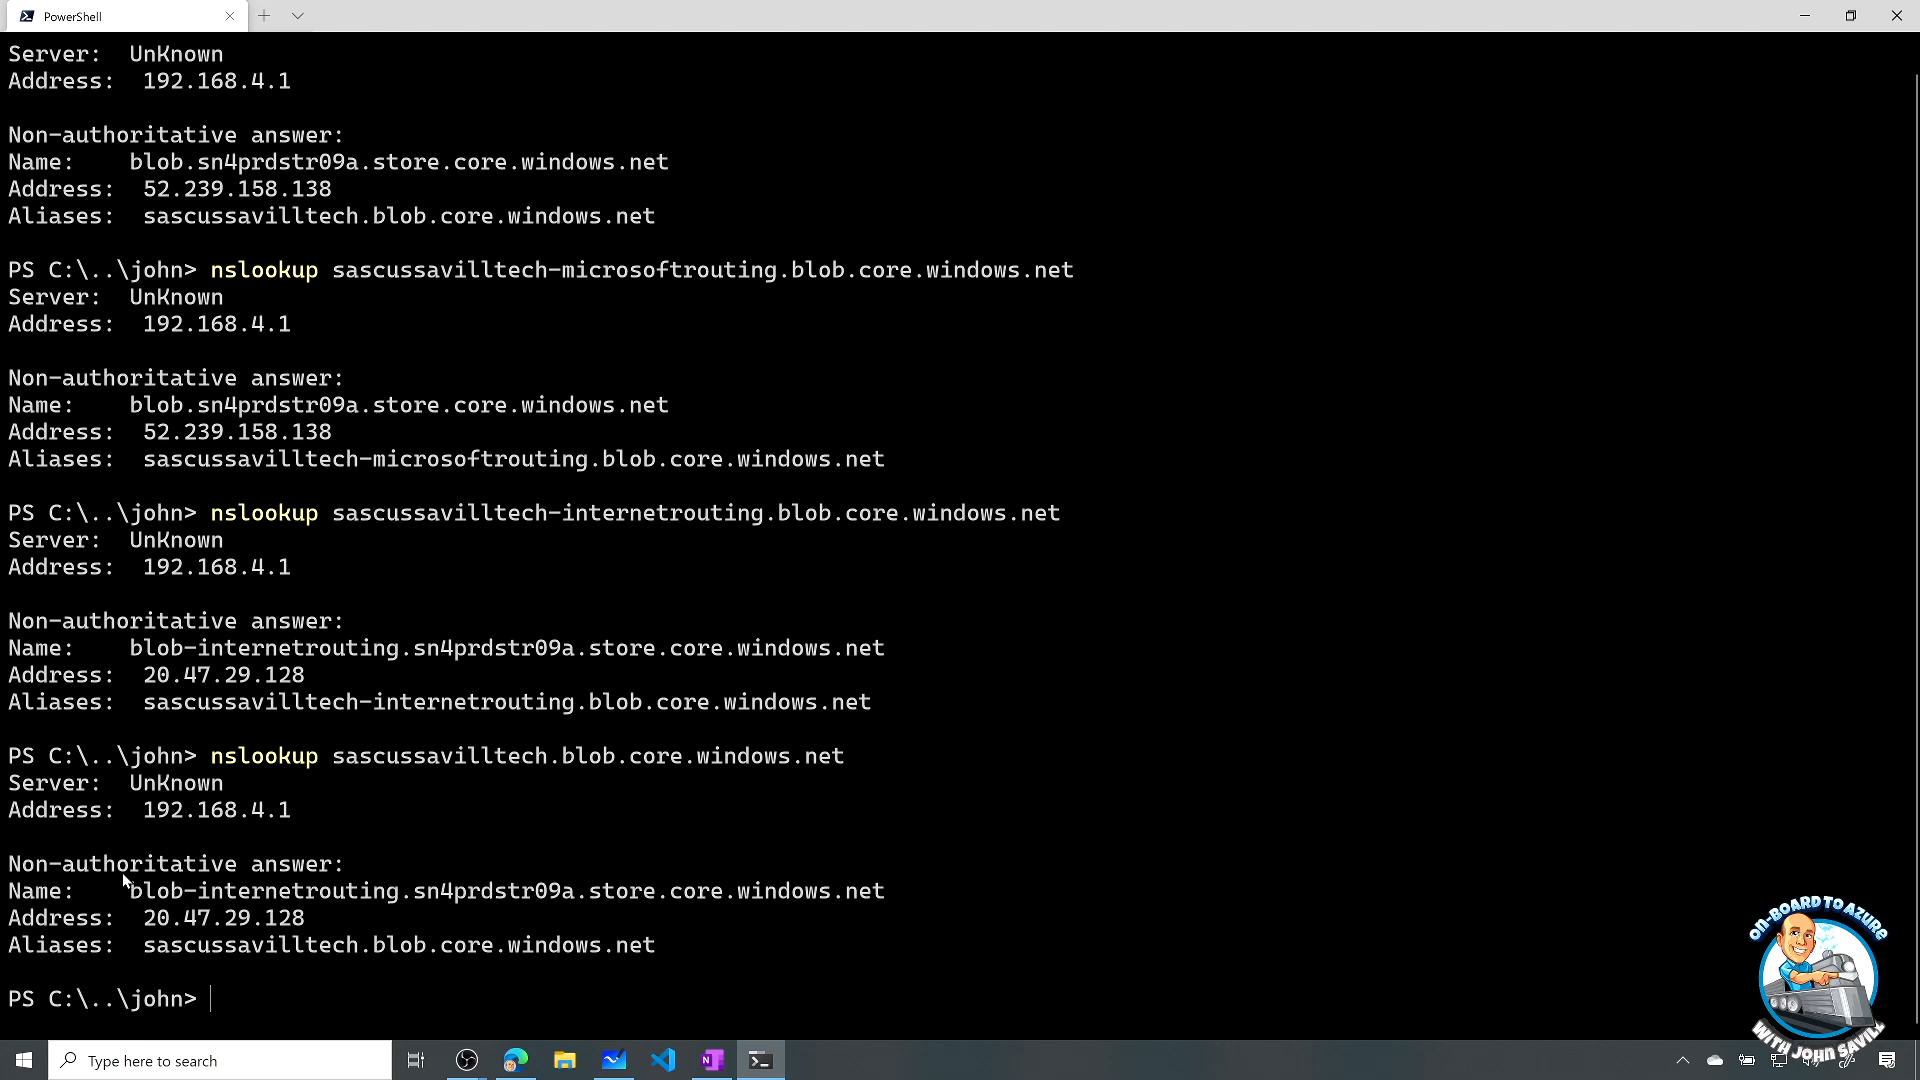 PowerShell
Server:  UnKnown
Address:  192.168.4.1
Non-authoritative answer:
Name:    blob.sn4prdstr09a.store.core.windows.net
Address:  52.239.158.138
Aliases:  sascussavilltech.blob.core.windows.net
PS C:\..\john> nslookup sascussavilltech-microsoftrouting.blob.core.windows.net
Server:  UnKnown
Address:  192.168.4.1
Non-authoritative answer:
Name:    blob.sn4prdstr09a.store.core.windows.net
Address:  52.239.158.138
Aliases:  sascussavilltech-microsoftrouting.blob.core.windows.net
PS C:\..\john> nslookup sascussavilltech-internetrouting.blob.core.windows.net
Server:  UnKnown
Address:  192.168.4.1
Non-authoritative answer:
Name:    blob-internetrouting.sn4prdstr09a.store.core.windows.net
Address:  20.47.29.128
Aliases:  sascussavilltech-internetrouting.blob.core.windows.net
PS C:\..\john> nslookup sascussavilltech.blob.core.windows.net
Server:  UnKnown
Address:  192.168.4.1
Non-authoritative answer:
Name:    blob-internetrouting.sn4prdstr09a.store.core.windows.net
Address:  20.47.29.128
Aliases:  sascussavilltech.blob.core.windows.net
PS C:\..\john>
ON-BOARD TO AZURE
WITH JOHN SAVILL
Type here to search